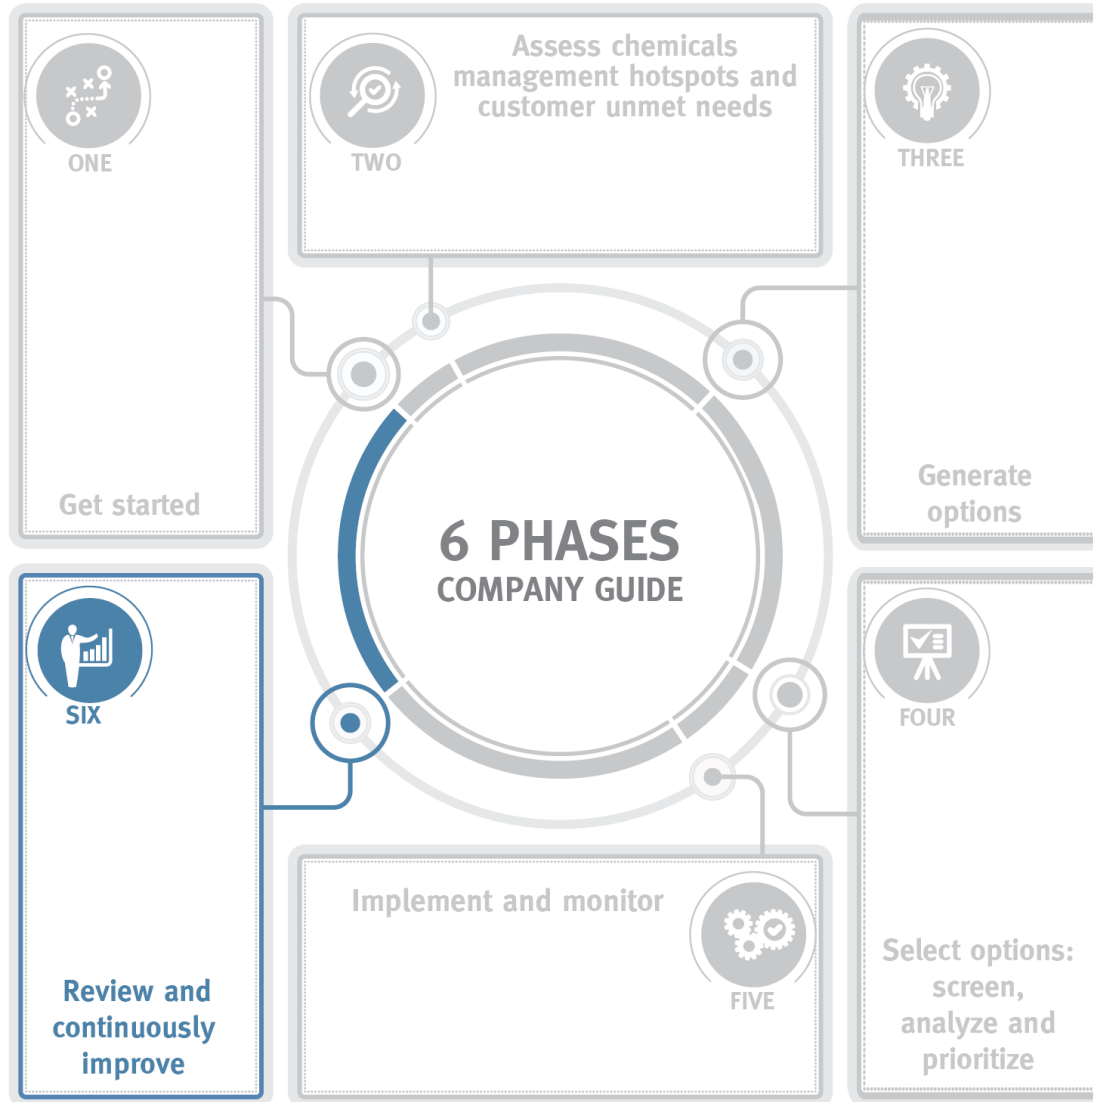 ONE
Get started
TWO
Assess chemicals
management hotspots and
customer unmet needs
THREE
Generate
options
6 PHASES
COMPANY GUIDE
SIX
Review and
continuously
improve
Implement and monitor
FIVE
FOUR
Select options:
screen,
analyze and
prioritize